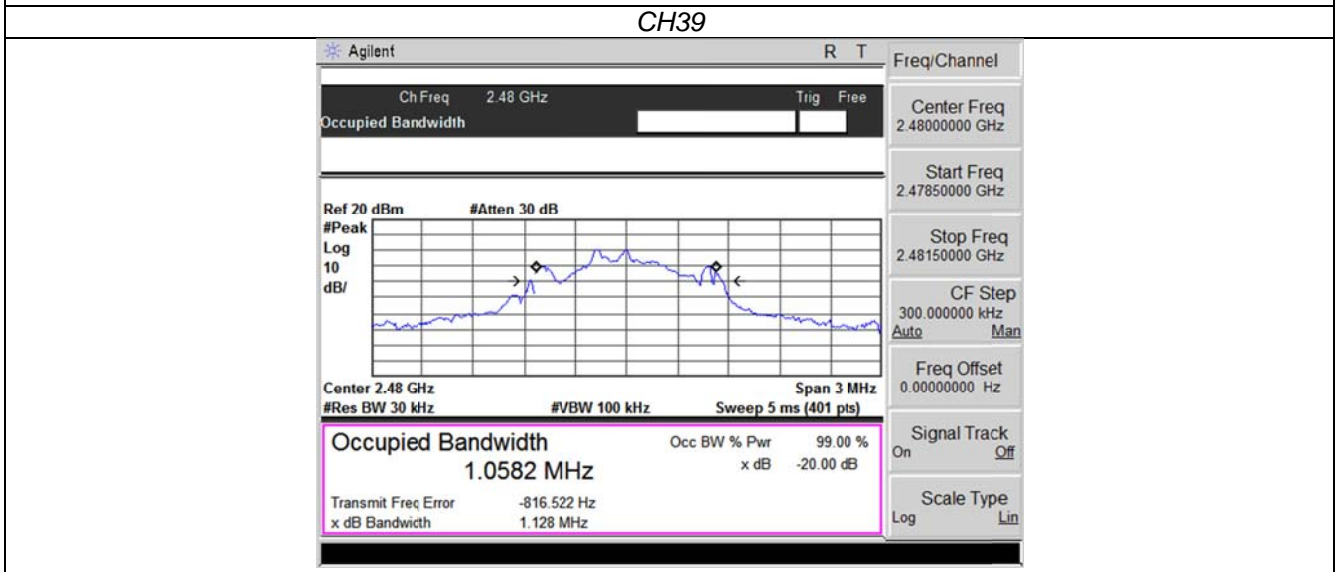 CH39
Agilent R T
Freq/Channel
Ch Freq 2.48 GHz Trig Free
Occupied Bandwidth
Center Freq
2.48000000 GHz
Start Freq
2.47850000 GHz
Stop Freq
2.48150000 GHz
CF Step
300.000000 kHz
Auto Man
Freq Offset
0.00000000 Hz
Signal Track
On Off
Scale Type
Log Lin
Ref 20 dBm #Atten 30 dB
#Peak
Log
10
dB/
Center 2.48 GHz Span 3 MHz
#Res BW 30 kHz #VBW 100 kHz Sweep 5 ms (401 pts)
Occupied Bandwidth Occ BW % Pwr 99.00 %
1.0582 MHz x dB -20.00 dB
Transmit Freq Error -816.522 Hz
x dB Bandwidth 1.128 MHz